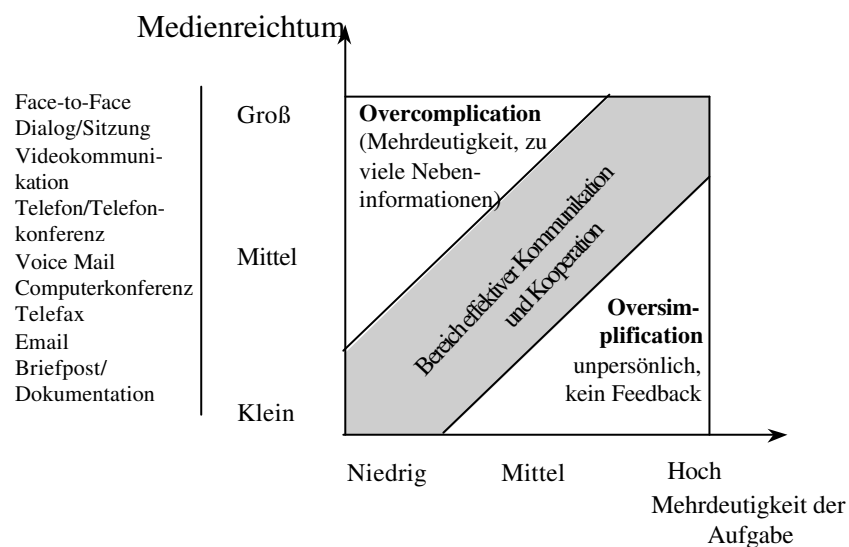 Medienreichtum
Face-to-Face
Dialog/Sitzung
Videokommuni-
kation
Telefon/Telefon-
konferenz
Voice Mail
Computerkonferenz
Telefax
Email
Briefpost/
Dokumentation
Groß
Mittel
Klein
Overcomplication
(Mehrdeutigkeit, zu
viele Neben-
informationen)
Bereich effektiver Kommunikation
und Kooperation
Oversim-
plification
unpersönlich,
kein Feedback
Niedrig
Mittel
Hoch
Mehrdeutigkeit der
Aufgabe